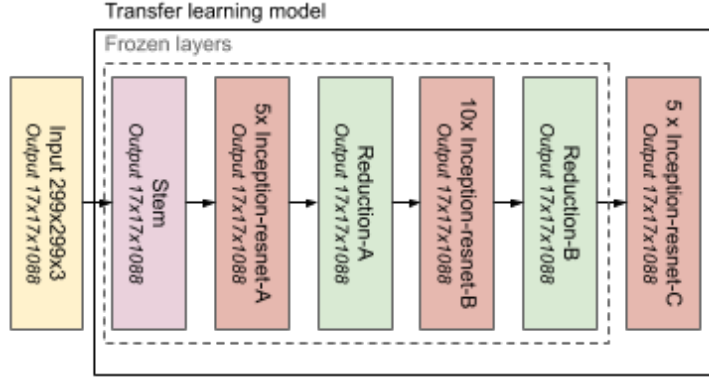 Transfer learning model
Frozen layers
Input 299x299x3
Output 17x17x1088
Stem
Output 17x17x1088
5x Inception-resnet-A
Output 17x17x1088
Reduction-A
Output 17x17x1088
10x Inception-resnet-B
Output 17x17x1088
Reduction-B
Output 17x17x1088
5 x Inception-resnet-C
Output 17x17x1088